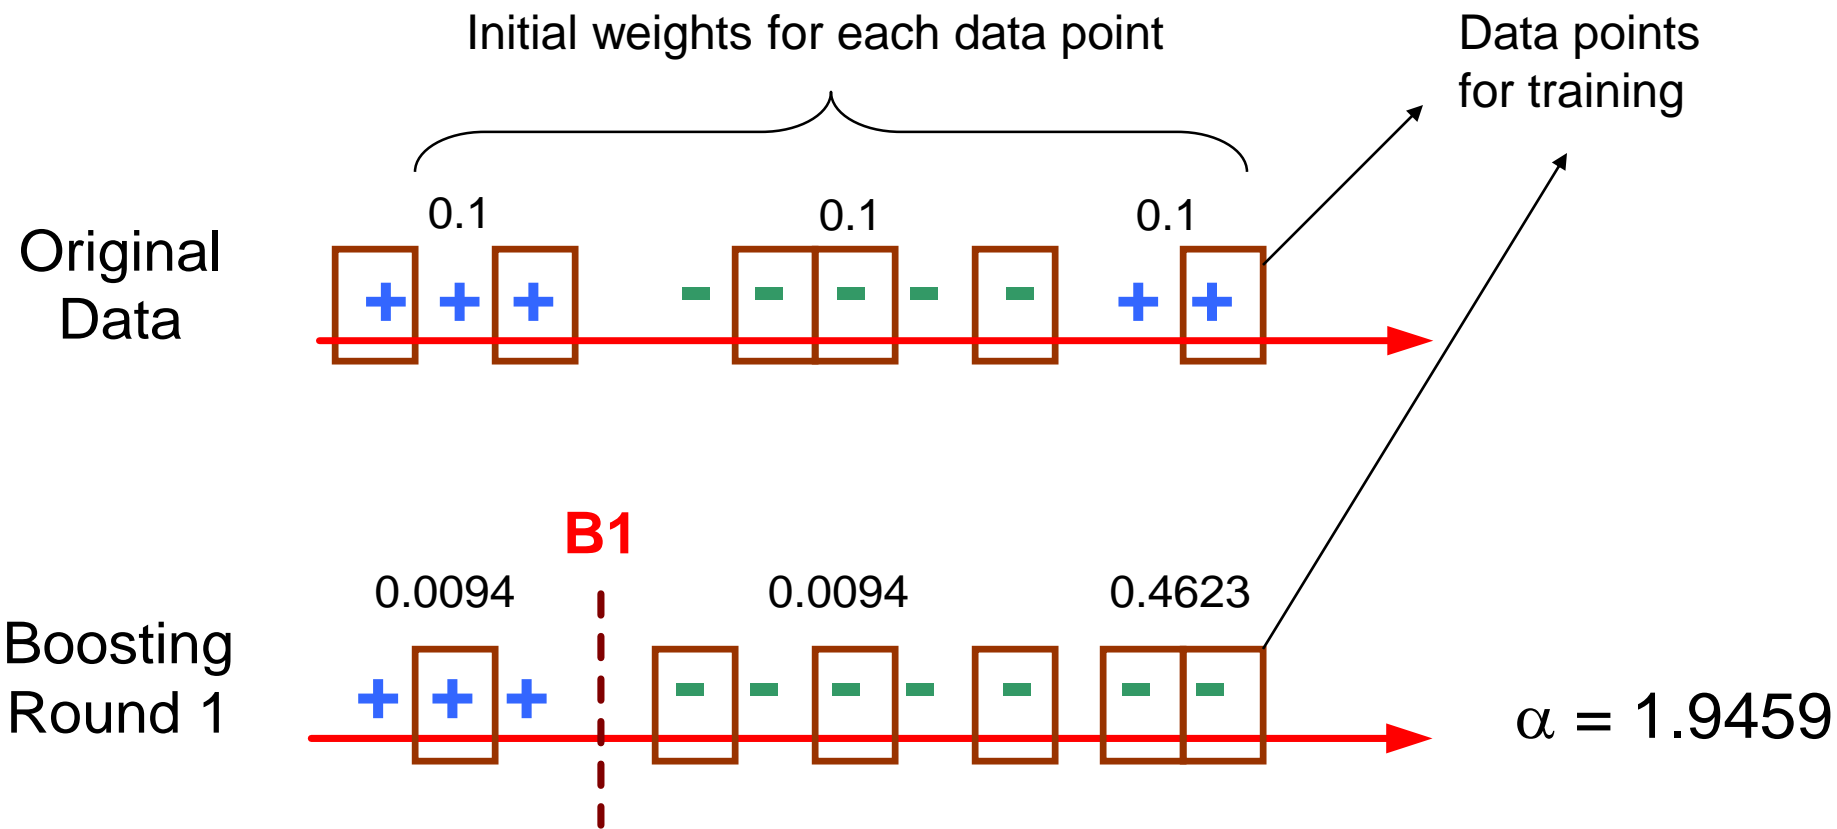 Initial weights for each data point
Data points
for training
0.1 0.1 0.1
Original
Data
+ + + - - - - - + +
B1
0.0094 0.0094 0.4623
Boosting
Round 1
+ + + - - - - - - -
α = 1.9459